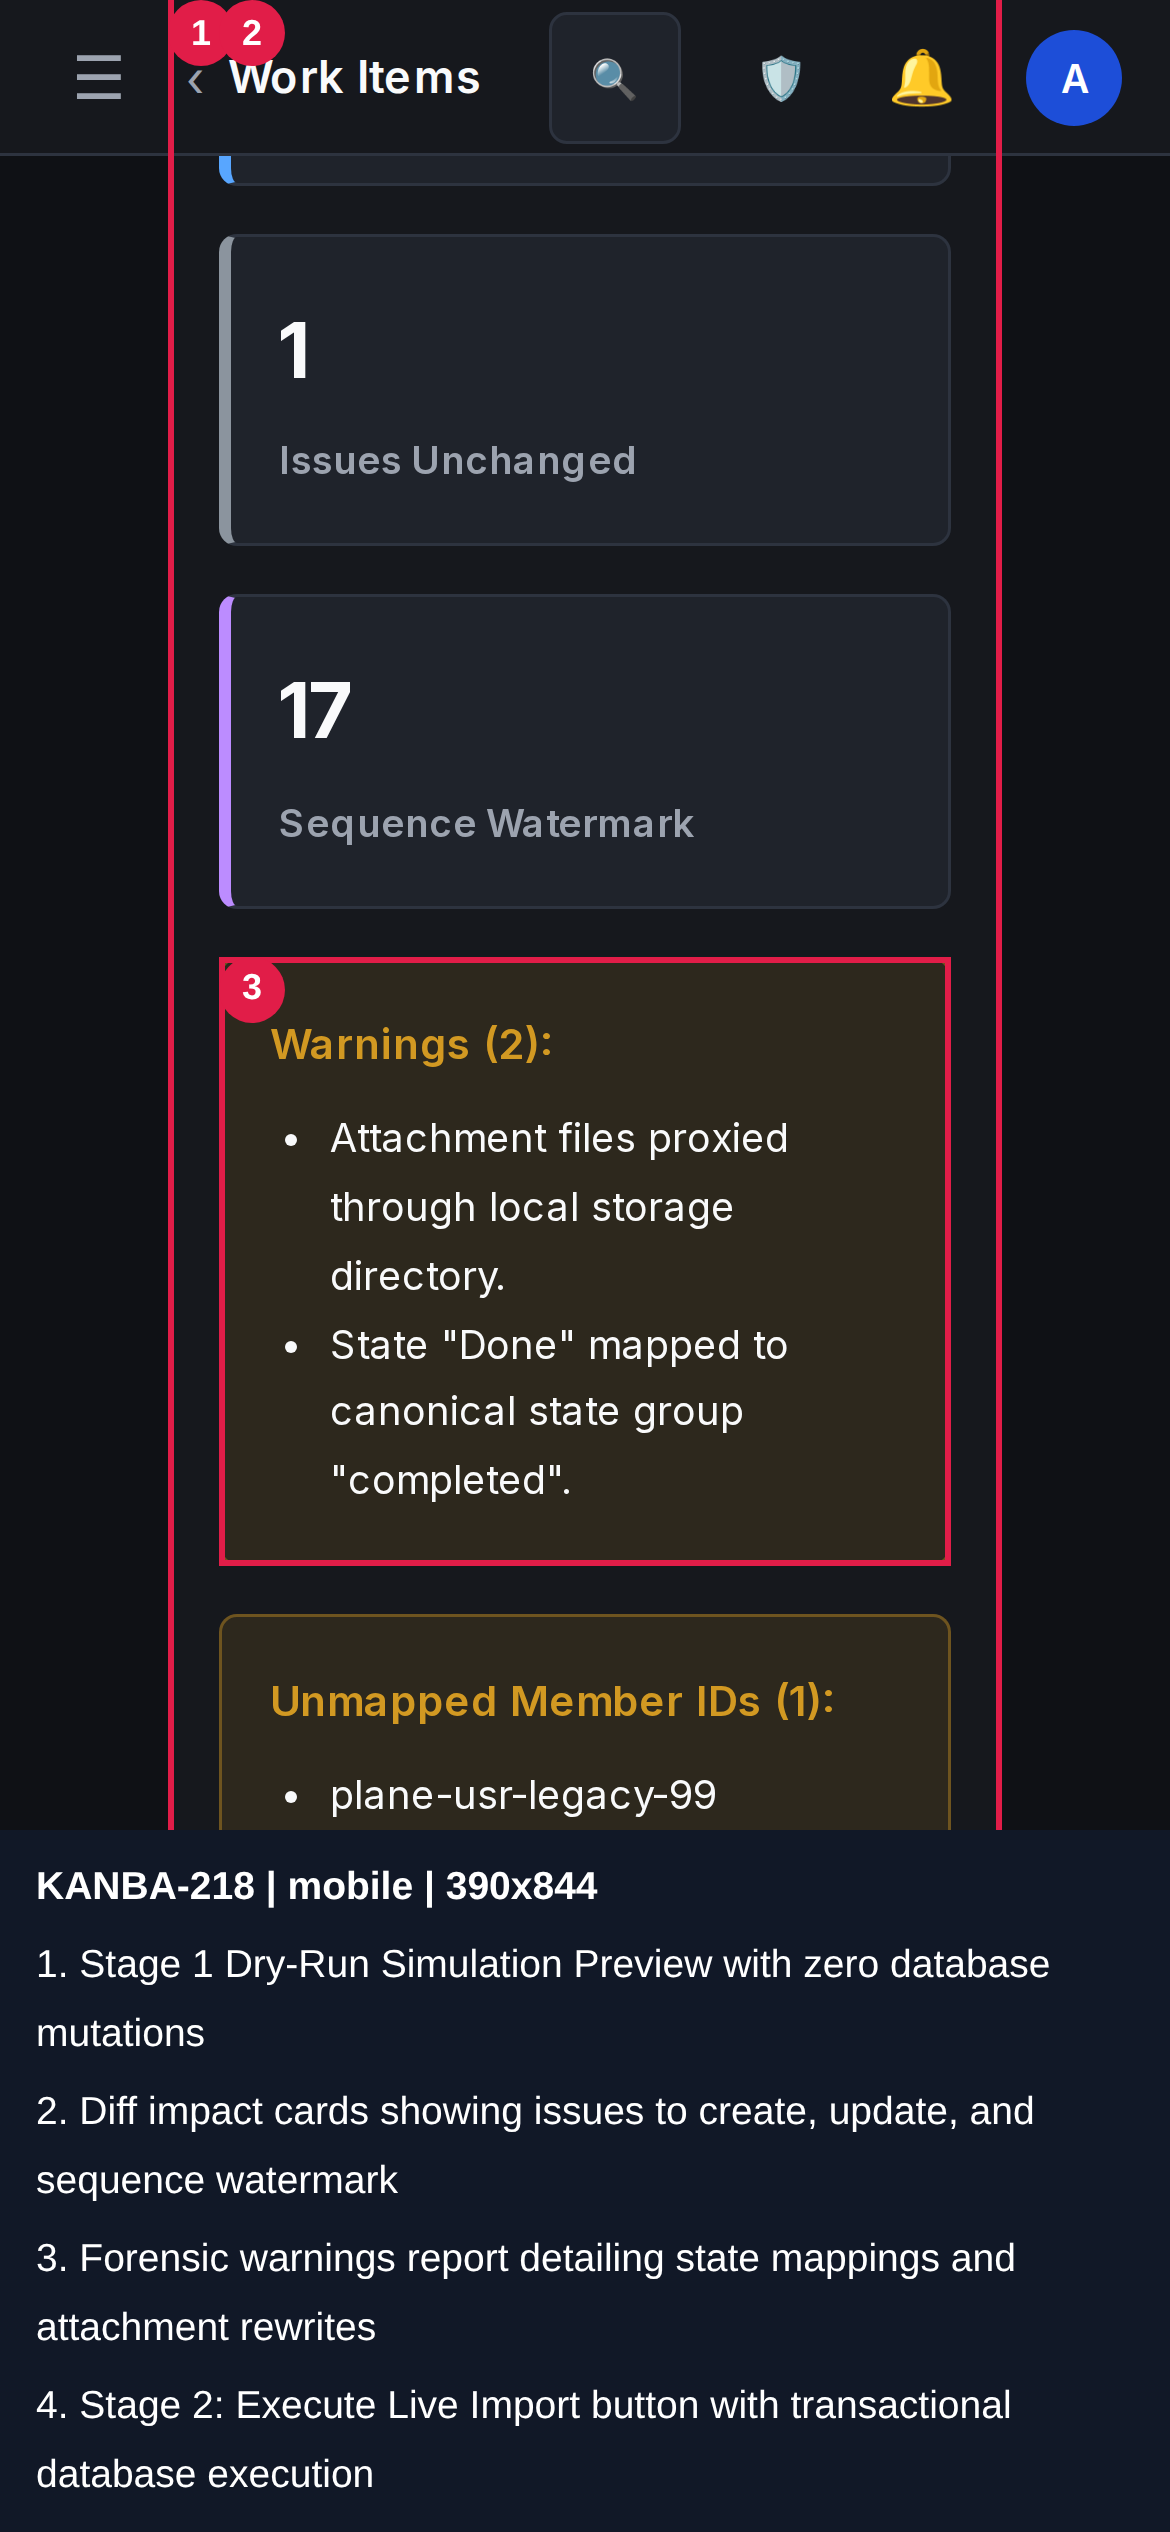 1 2
☰ ‹ Work Items A
1
Issues Unchanged
17
Sequence Watermark
3
Warnings (2):
• Attachment files proxied
through local storage
directory.
• State "Done" mapped to
canonical state group
"completed".
Unmapped Member IDs (1):
• plane-usr-legacy-99
KANBA-218 | mobile | 390x844
1. Stage 1 Dry-Run Simulation Preview with zero database
mutations
2. Diff impact cards showing issues to create, update, and
sequence watermark
3. Forensic warnings report detailing state mappings and
attachment rewrites
4. Stage 2: Execute Live Import button with transactional
database execution